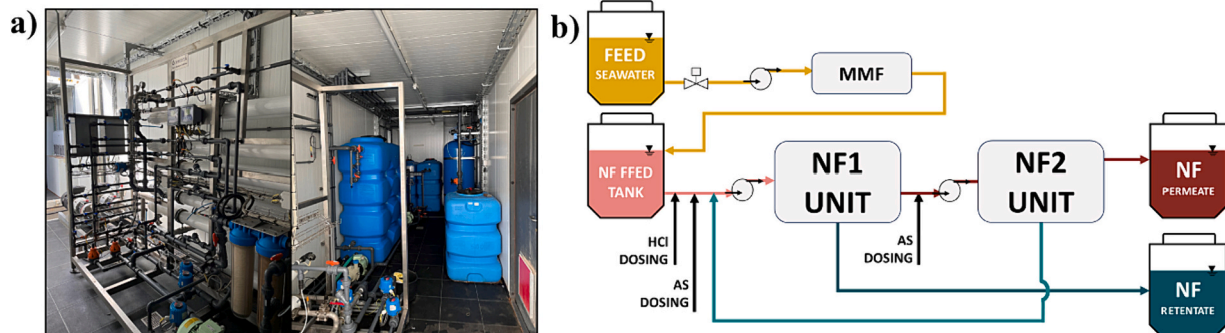 a)
b)
FEED
SEAWATER
MMF
NF FFED
TANK
NF1
UNIT
NF2
UNIT
NF
PERMEATE
HCl
DOSING
AS
DOSING
AS
DOSING
NF
RETENTATE